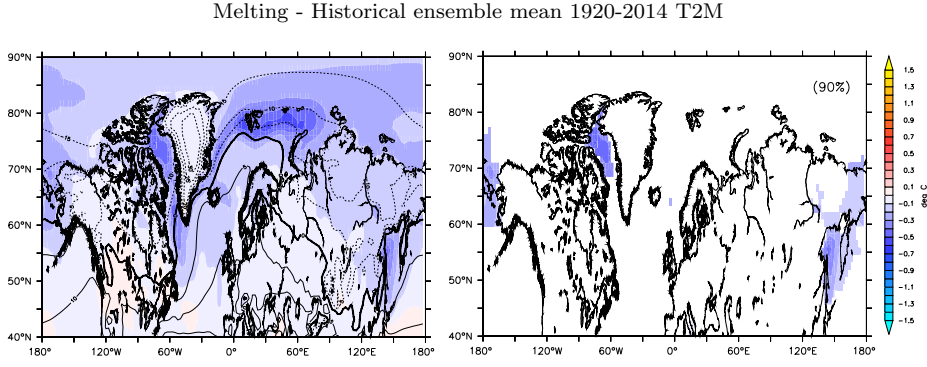 Melting - Historical ensemble mean 1920-2014 T2M
90°N
80°N
70°N
60°N
50°N
40°N
180°
120°W
60°W
0°
60°E
120°E
180°
90°N
80°N
70°N
60°N
50°N
40°N
180°
120°W
60°W
0°
60°E
120°E
180°
(90%)
1.5
1.3
1.1
0.9
0.7
0.5
0.3
0.1
−0.1
−0.3
−0.5
−0.7
−0.9
−1.1
−1.3
−1.5
deg C